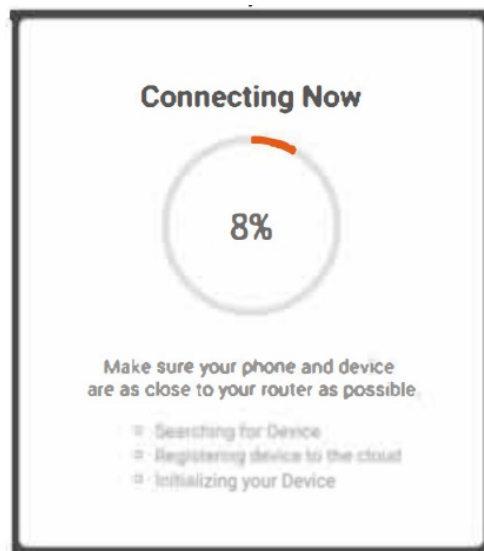 Connecting Now
8%
Make sure your phone and device
are as close to your router as possible
Searching for Device
Registering device to the cloud
Initializing your Device